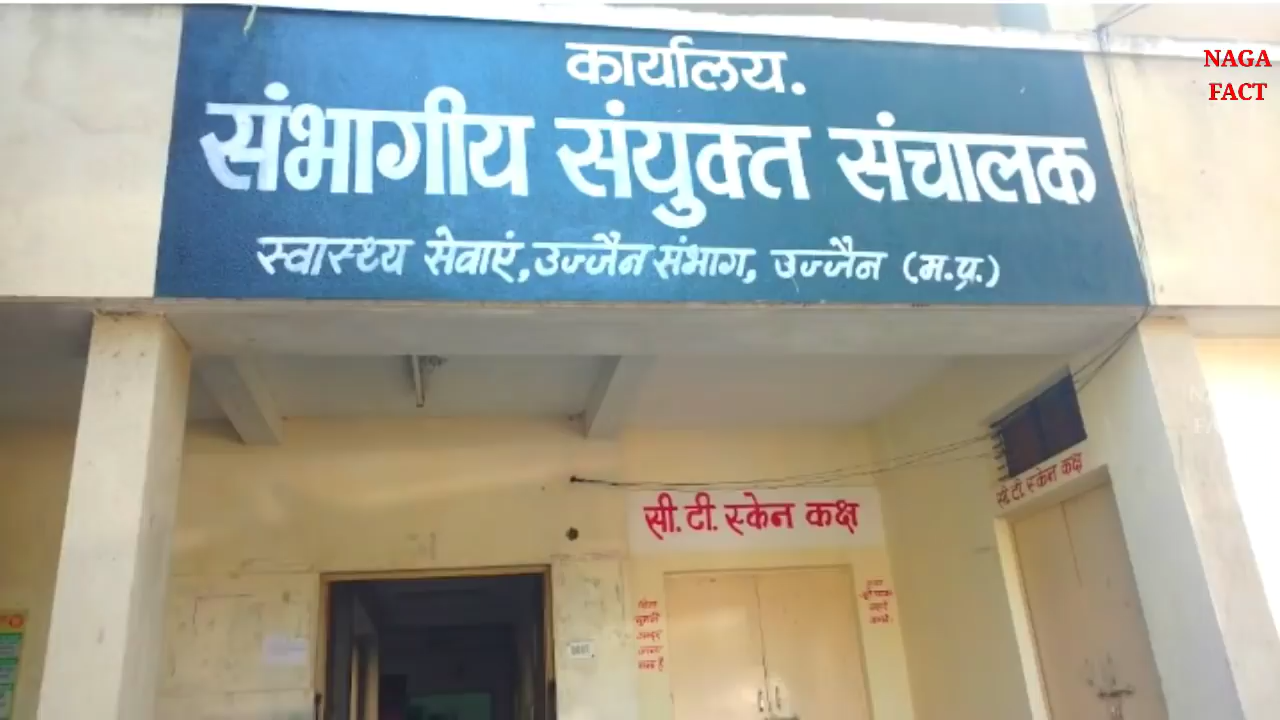 कार्यालय.
संभागीय संयुक्त संचालक
स्वास्थ्य सेवाएं, उज्जैन संभाग, उज्जैन (म.प्र.)
NAGA
FACT
सी.टी. स्केन कक्ष
सी.टी. स्केन कक्ष